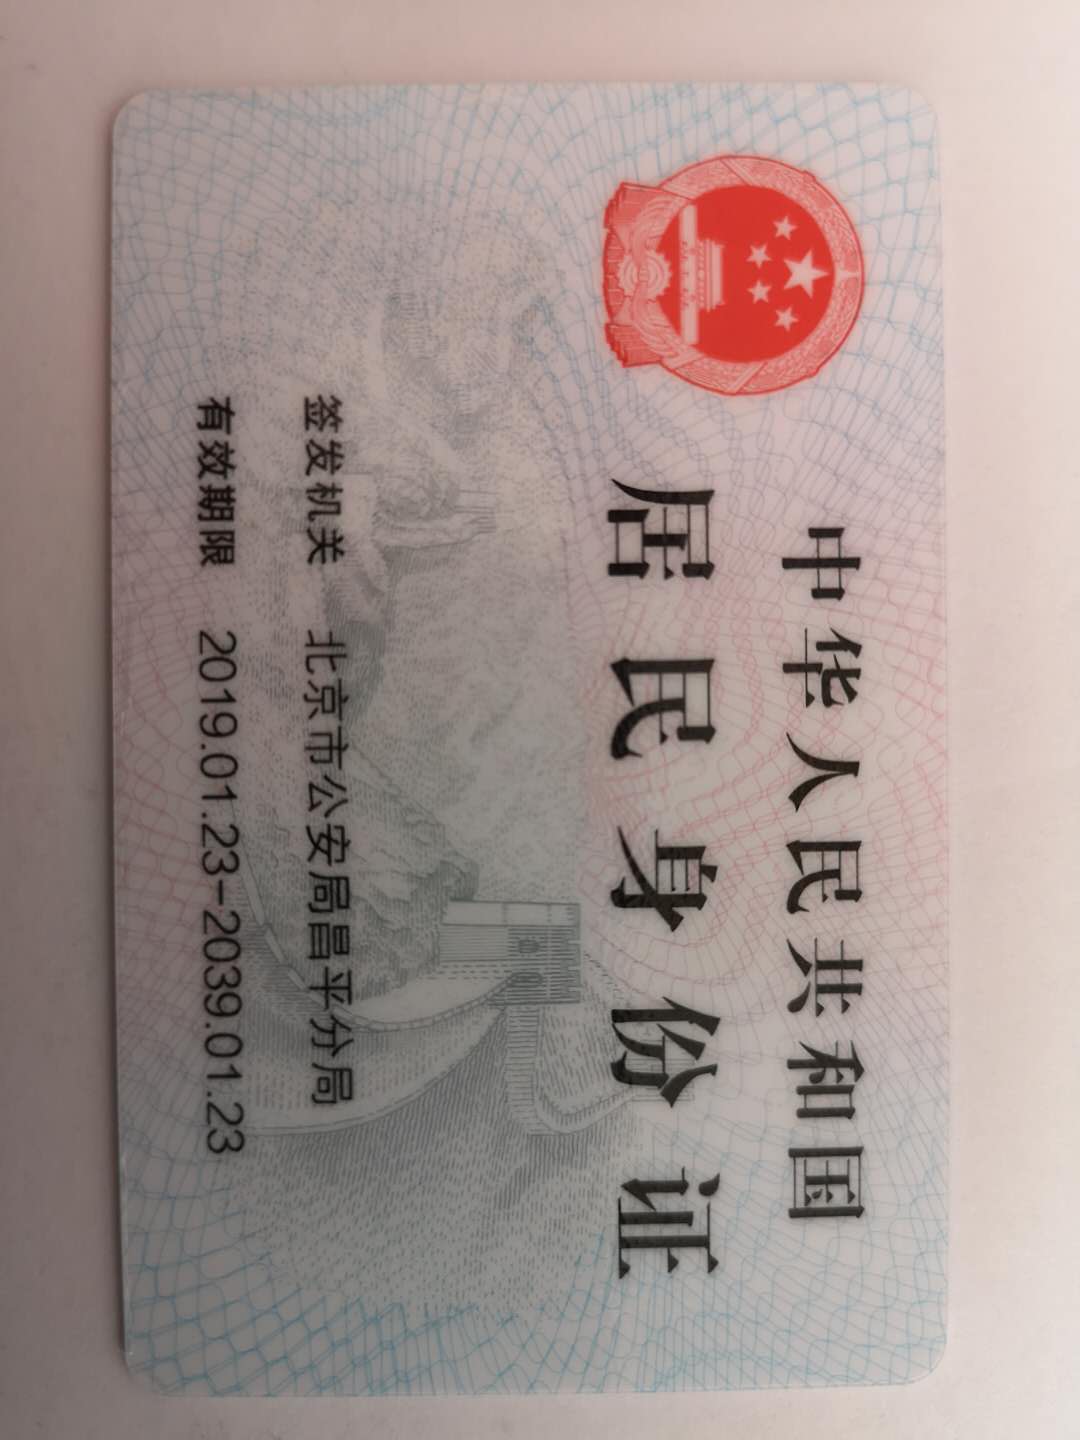 中华人民共和国
居民身份证
签发机关 北京市公安局昌平分局
有效期限 2019.01.23-2039.01.23